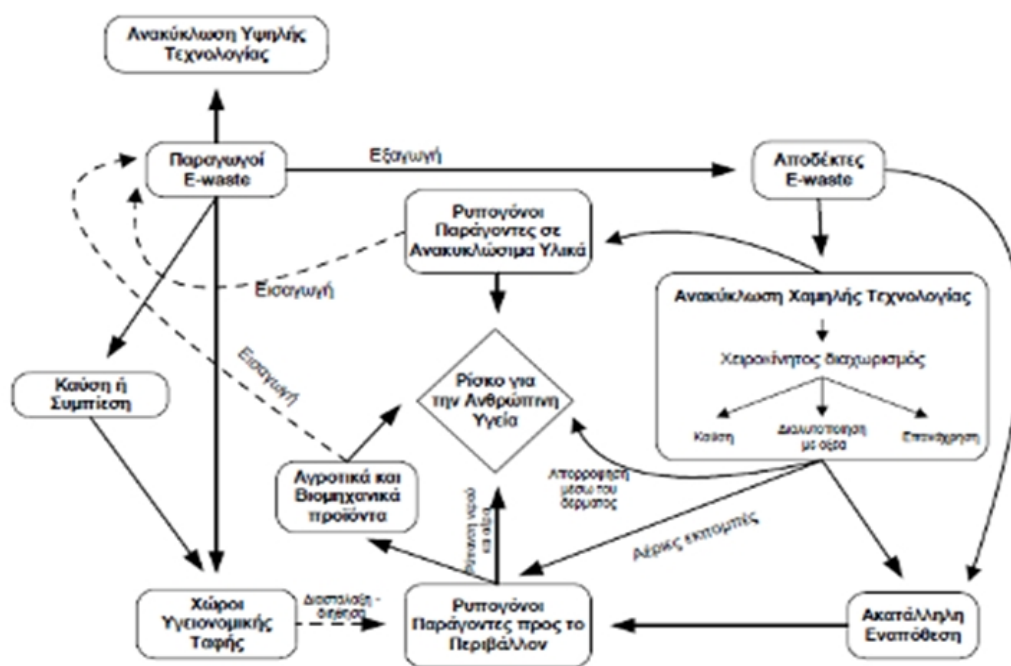 Ανακύκλωση Υψηλής
Τεχνολογίας
Παραγωγοί
E-waste
Εξαγωγή
Αποδέκτες
E-waste
Ρυπογόνοι
Παράγοντες σε
Ανακυκλώσιμα Υλικά
Εισαγωγή
Ανακύκλωση Χαμηλής Τεχνολογίας
Χειροκίνητος διαχωρισμός
Καύση
Διαλυτοποίηση
με οξέα
Επανάχρηση
Καύση ή
Συμπίεση
Εισαγωγή
Ρίσκο για
την Ανθρώπινη
Υγεία
Αγροτικά και
Βιομηχανικά
προϊόντα
Απορρόφηση
μέσω του
δέρματος
Αέριες εκπομπές
Χώροι
Υγειονομικής
Ταφής
Διαστάλαξη -
διήθηση
Ρυπογόνοι
Παράγοντες προς το
Περιβάλλον
Ακατάλληλη
Εναπόθεση